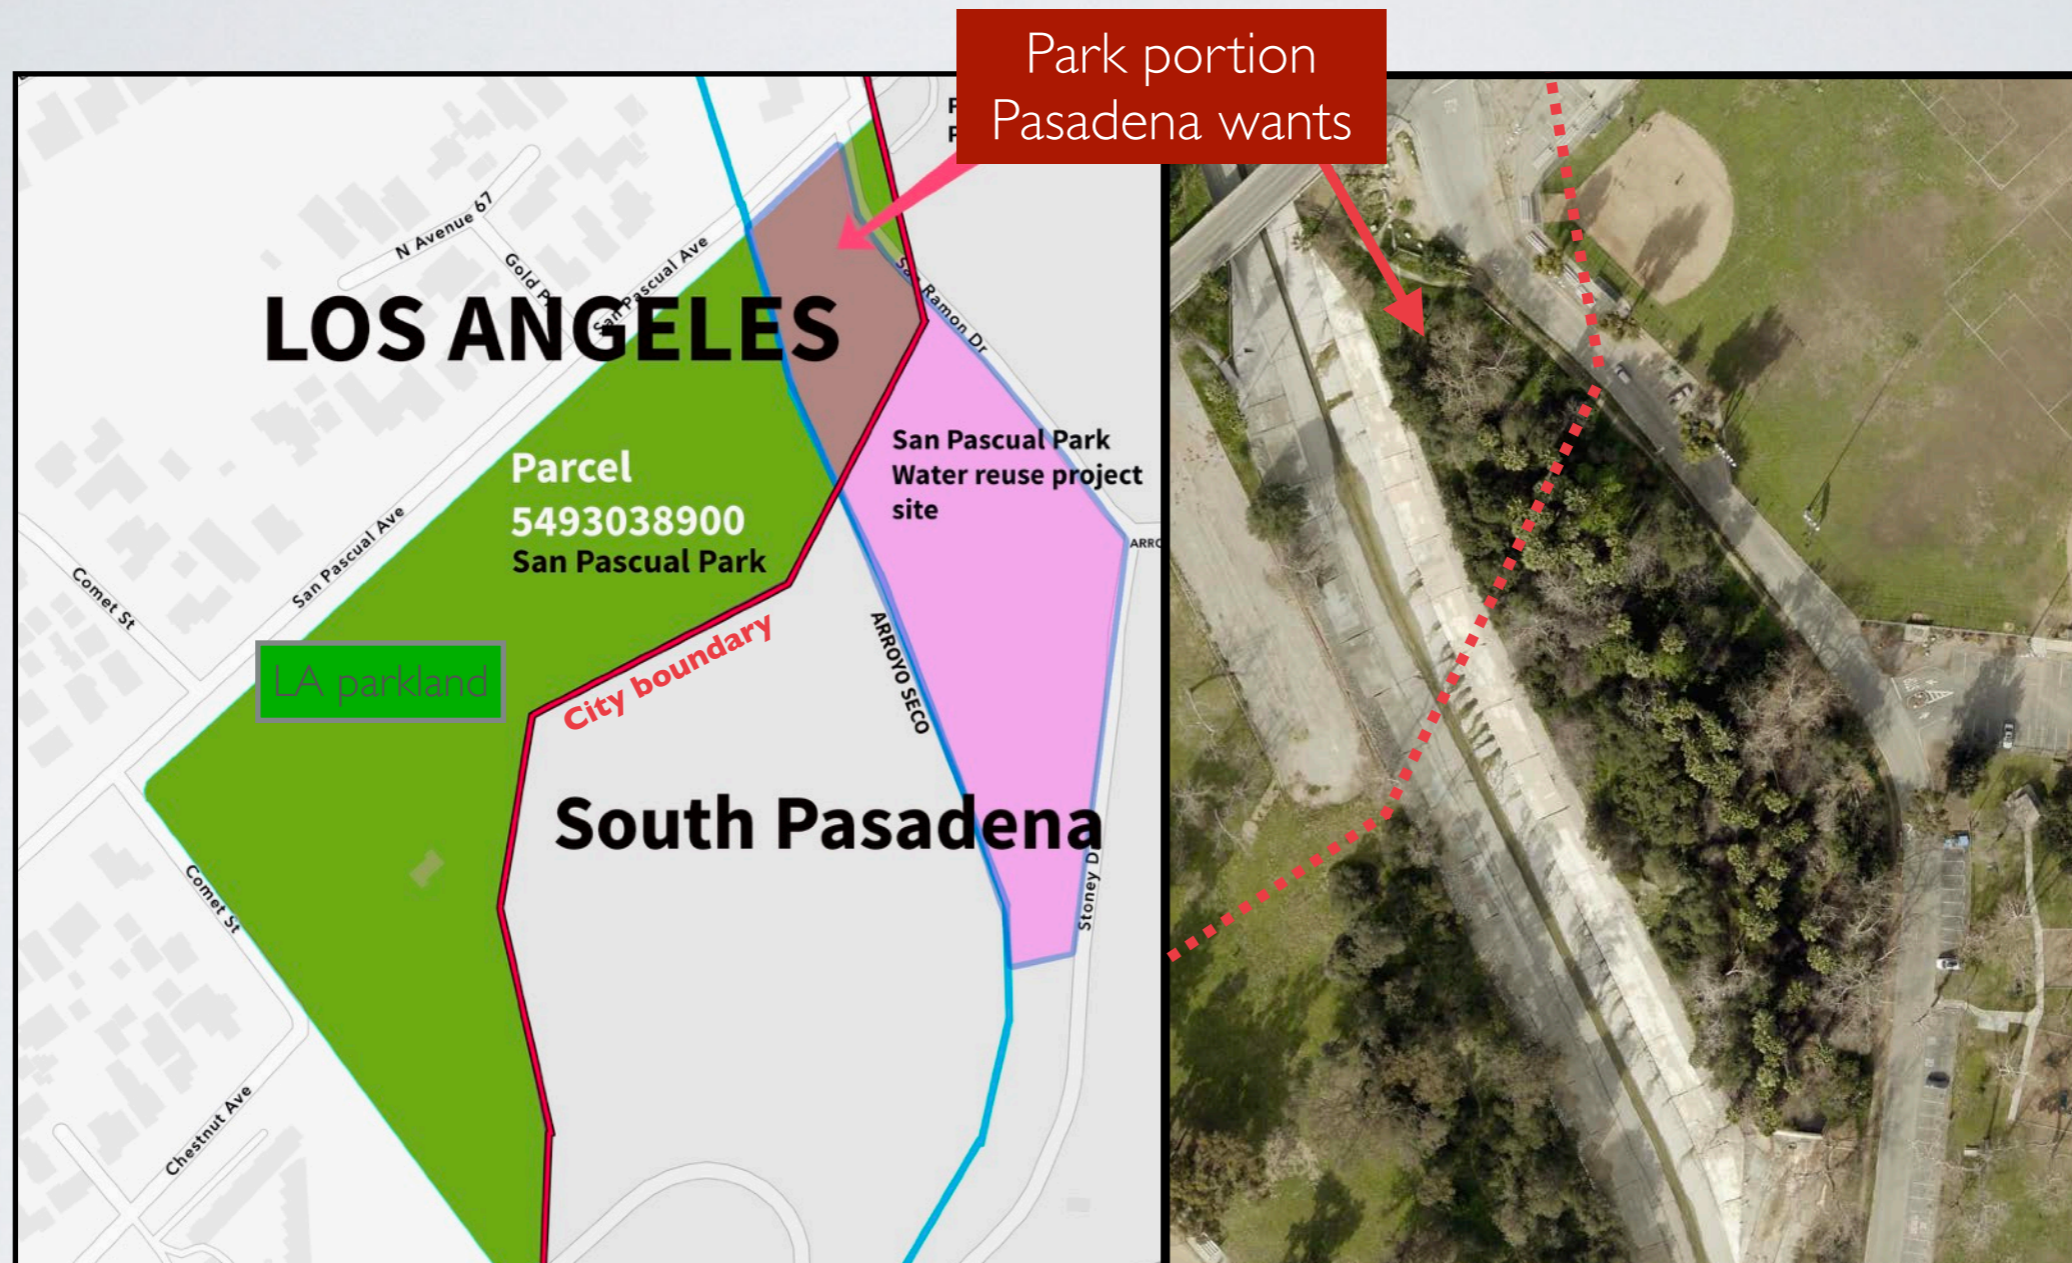 Park portion
Pasadena wants
N Avenue 67
Gold
San Pascual Ave
LOS ANGELES
San Ramon Dr
San Pascual Park
Water reuse project
site
Parcel
5493038900
San Pascual Park
ARRO
San Pascual Ave
Comet St
ARROYO SECO
City boundary
LA parkland
South Pasadena
Stoney D
Comet St
Chestnut Ave